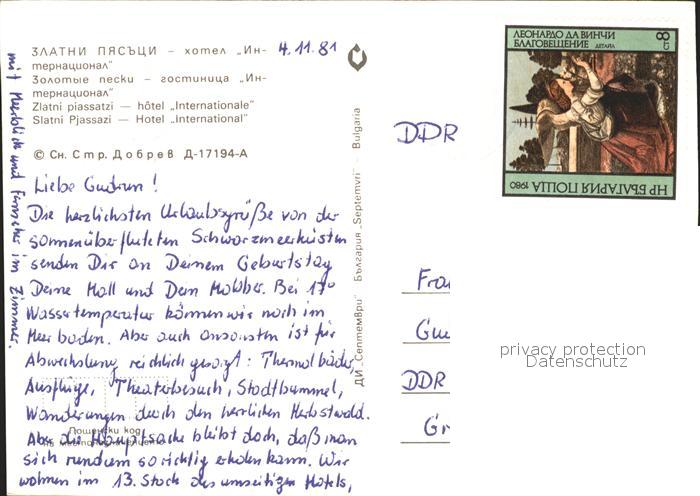 ЗЛАТНИ ПЯСЪЦИ – хотел „Ин-
тернационал"
Золотые пески – гостиница „Ин-
тернационал"
Zlatni piassatzi — hôtel „Internationale"
Slatni Pjassazi — Hotel „International"
© Сн. Стр. Добрев Д-17194-А
4.11.81
Liebe Gudrun!
Die herzlichsten Urlaubsgrüße von der
sonnenüberfluteten Schwarzmeerküsten
senden Dir an Deinem Geburtstag
Deine und Dein Bei 17°
Wassertemperatur können wir noch im
Meer baden. Aber auch ansonsten ist für
Abwechslung reichlich gesorgt: Thermalbäder,
Ausflüge, Theaterbesuch, Stadtbummel,
Wanderungen durch den herrlichen Herbstwald.
Aber die Hauptsache bleibt doch, daß man
sich rundum so richtig erholen kann. Wir
wohnen im 13. Stock des umseitigen Hotels,
mit Meerblick und Fernseher im Zimmer.
Пощенски код
ДИ „Септември" България „Septemvri" - Bulgaria
ЛЕОНАРДО ДА ВИНЧИ
БЛАГОВЕЩЕНИЕ ДЕТАЙЛ
8 СТ
НР БЪЛГАРИЯ ПОЩА 1980
DDR
Fra
Gu
DDR
Gr
privacy protection
Datenschutz